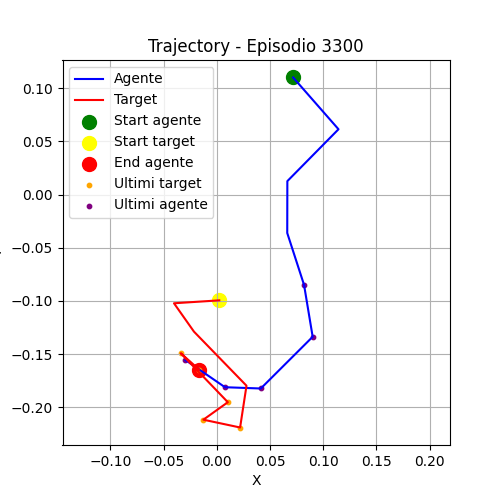 Trajectory - Episodio 3300
Agente
Target
Start agente
Start target
End agente
Ultimi target
Ultimi agente
0.10
0.05
0.00
−0.05
−0.10
−0.15
−0.20
−0.10
−0.05
0.00
0.05
0.10
0.15
0.20
X